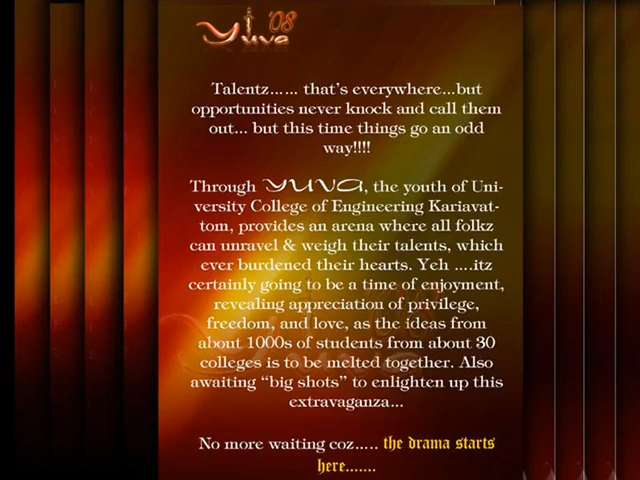 Yuva '08
Talentz...... that's everywhere...but
opportunities never knock and call them
out... but this time things go an odd
way!!!!
Through YUVA, the youth of Uni-
versity College of Engineering Kariavat-
tom, provides an arena where all folkz
can unravel & weigh their talents, which
ever burdened their hearts. Yeh ....itz
certainly going to be a time of enjoyment,
revealing appreciation of privilege,
freedom, and love, as the ideas from
about 1000s of students from about 30
colleges is to be melted together. Also
awaiting “big shots” to enlighten up this
extravaganza...
No more waiting coz..... the drama starts
here.......